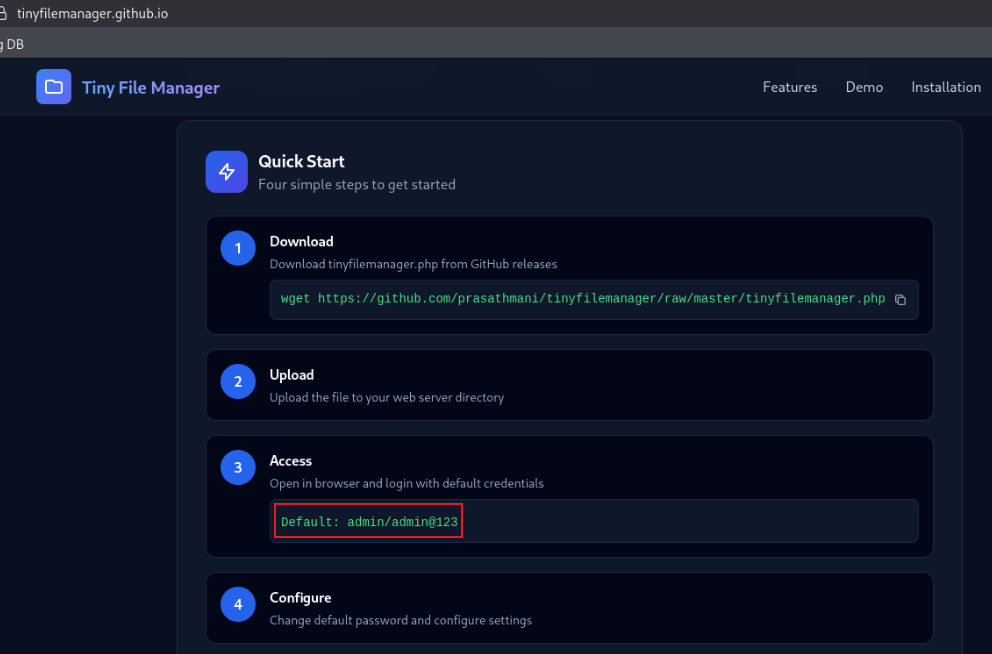 tinyfilemanager.github.io
g DB
Tiny File Manager
Features
Demo
Installation
Quick Start
Four simple steps to get started
1
Download
Download tinyfilemanager.php from GitHub releases
wget https://github.com/prasathmani/tinyfilemanager/raw/master/tinyfilemanager.php
2
Upload
Upload the file to your web server directory
3
Access
Open in browser and login with default credentials
Default: admin/admin@123
4
Configure
Change default password and configure settings